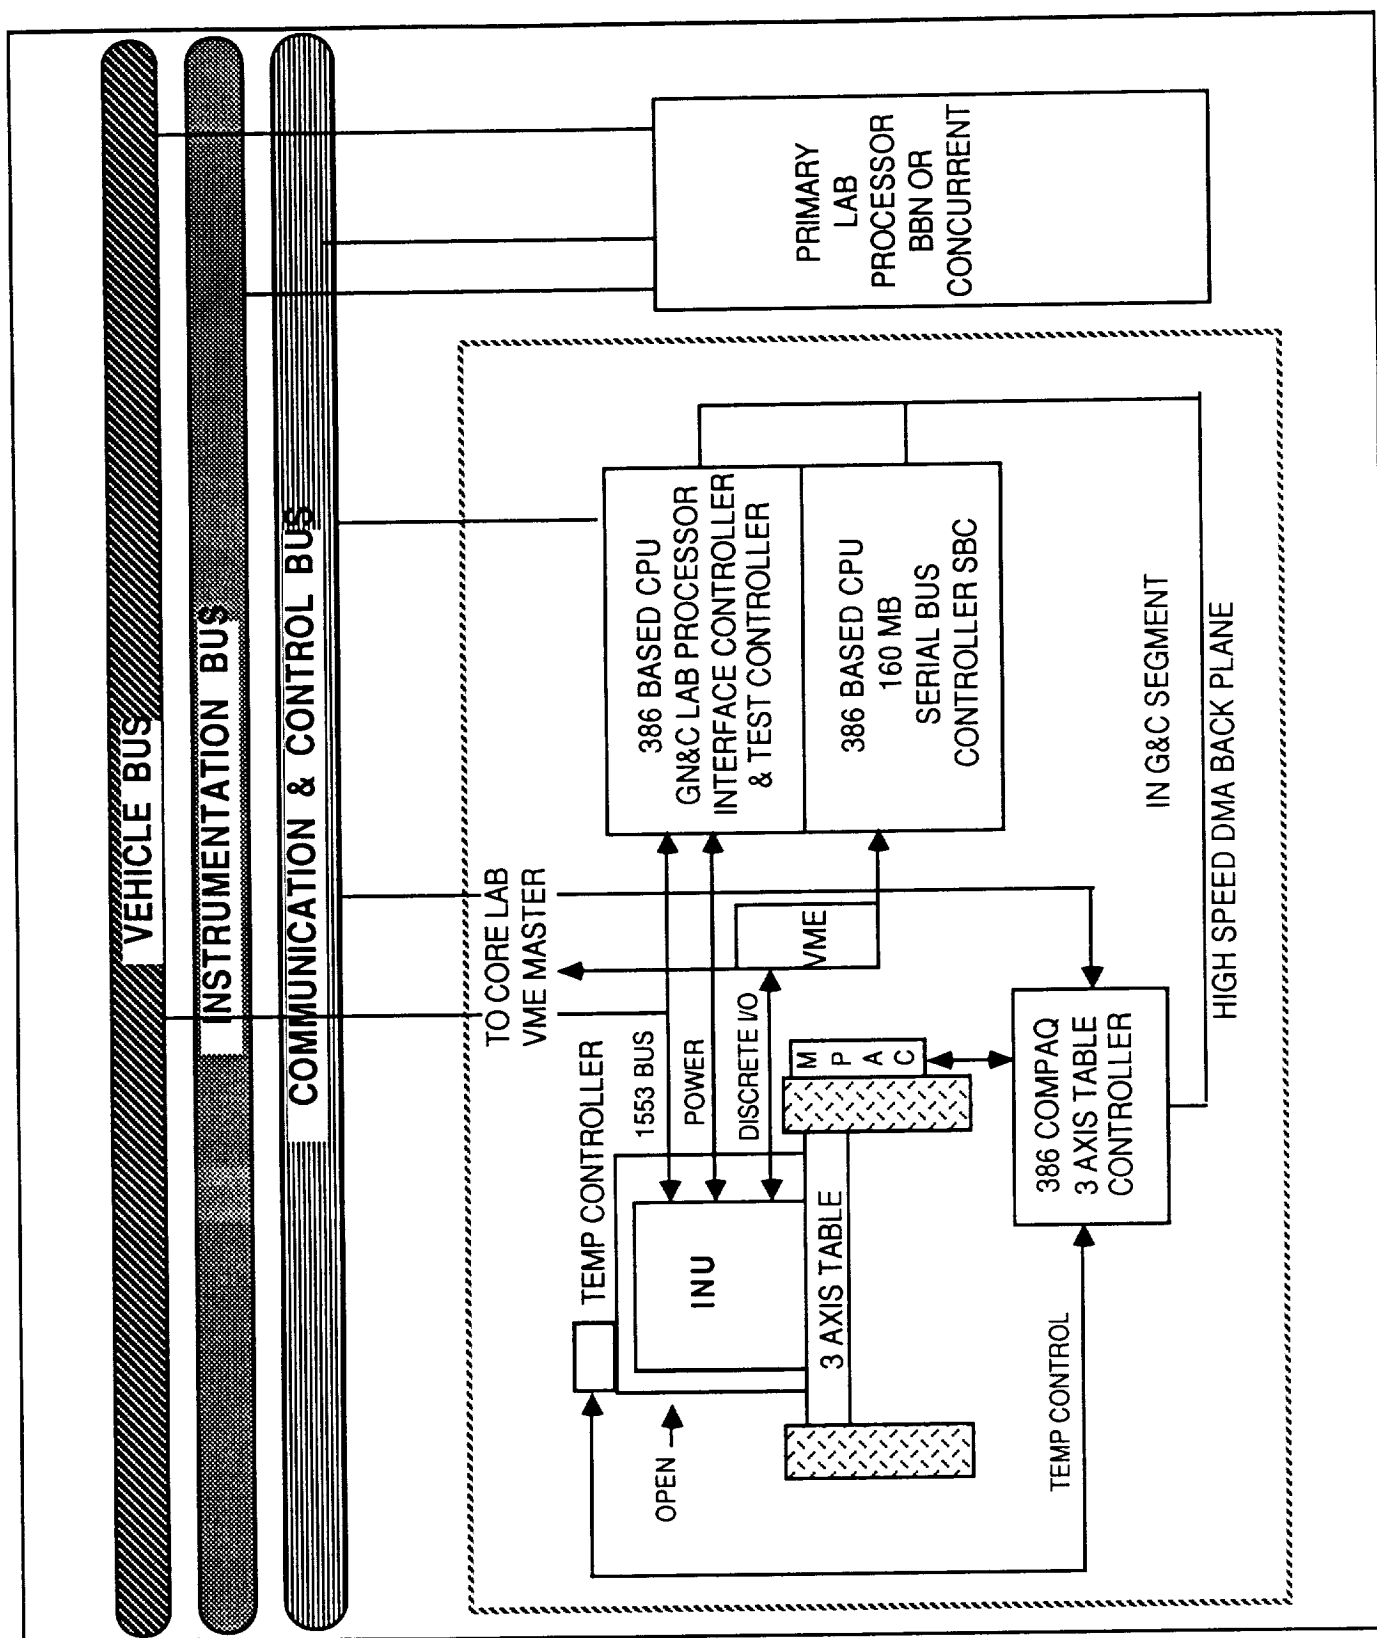 VEHICLE BUS
INSTRUMENTATION BUS
COMMUNICATION & CONTROL BUS
PRIMARY
LAB
PROCESSOR
BBN OR
CONCURRENT
TO CORE LAB
VME MASTER
386 BASED CPU
GN&C LAB PROCESSOR
INTERFACE CONTROLLER
& TEST CONTROLLER
386 BASED CPU
160 MB
SERIAL BUS
CONTROLLER SBC
TEMP CONTROLLER
1553 BUS
POWER
DISCRETE I/O
VME
OPEN
INU
3 AXIS TABLE
M
P
A
C
386 COMPAQ
3 AXIS TABLE
CONTROLLER
TEMP CONTROL
IN G&C SEGMENT
HIGH SPEED DMA BACK PLANE